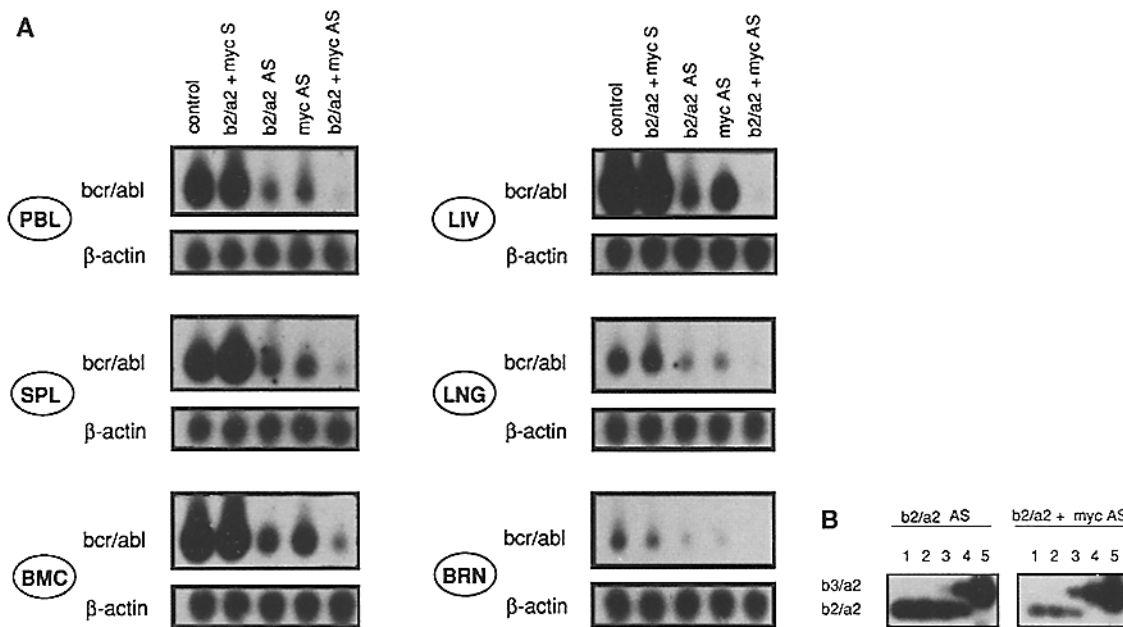 A
control
b2/a2 + myc S
b2/a2 AS
myc AS
b2/a2 + myc AS
PBL
bcr/abl
β-actin
SPL
bcr/abl
β-actin
BMC
bcr/abl
β-actin
control
b2/a2 + myc S
b2/a2 AS
myc AS
b2/a2 + myc AS
LIV
bcr/abl
β-actin
LNG
bcr/abl
β-actin
BRN
bcr/abl
β-actin
B
b2/a2 AS
b2/a2 + myc AS
1 2 3 4 5
1 2 3 4 5
b3/a2
b2/a2